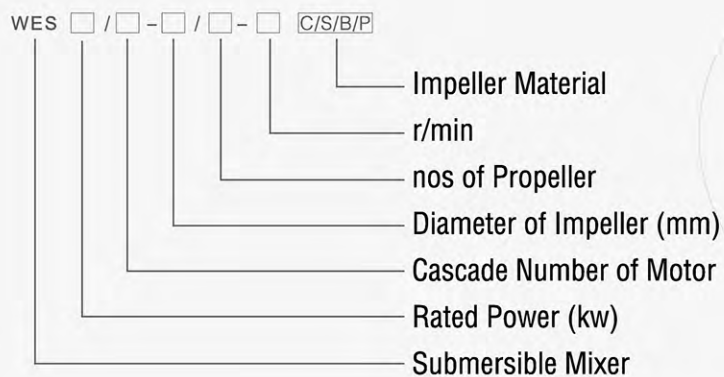 WES □ / □ - □ / □ - □ C/S/B/P
Impeller Material
r/min
nos of Propeller
Diameter of Impeller (mm)
Cascade Number of Motor
Rated Power (kw)
Submersible Mixer